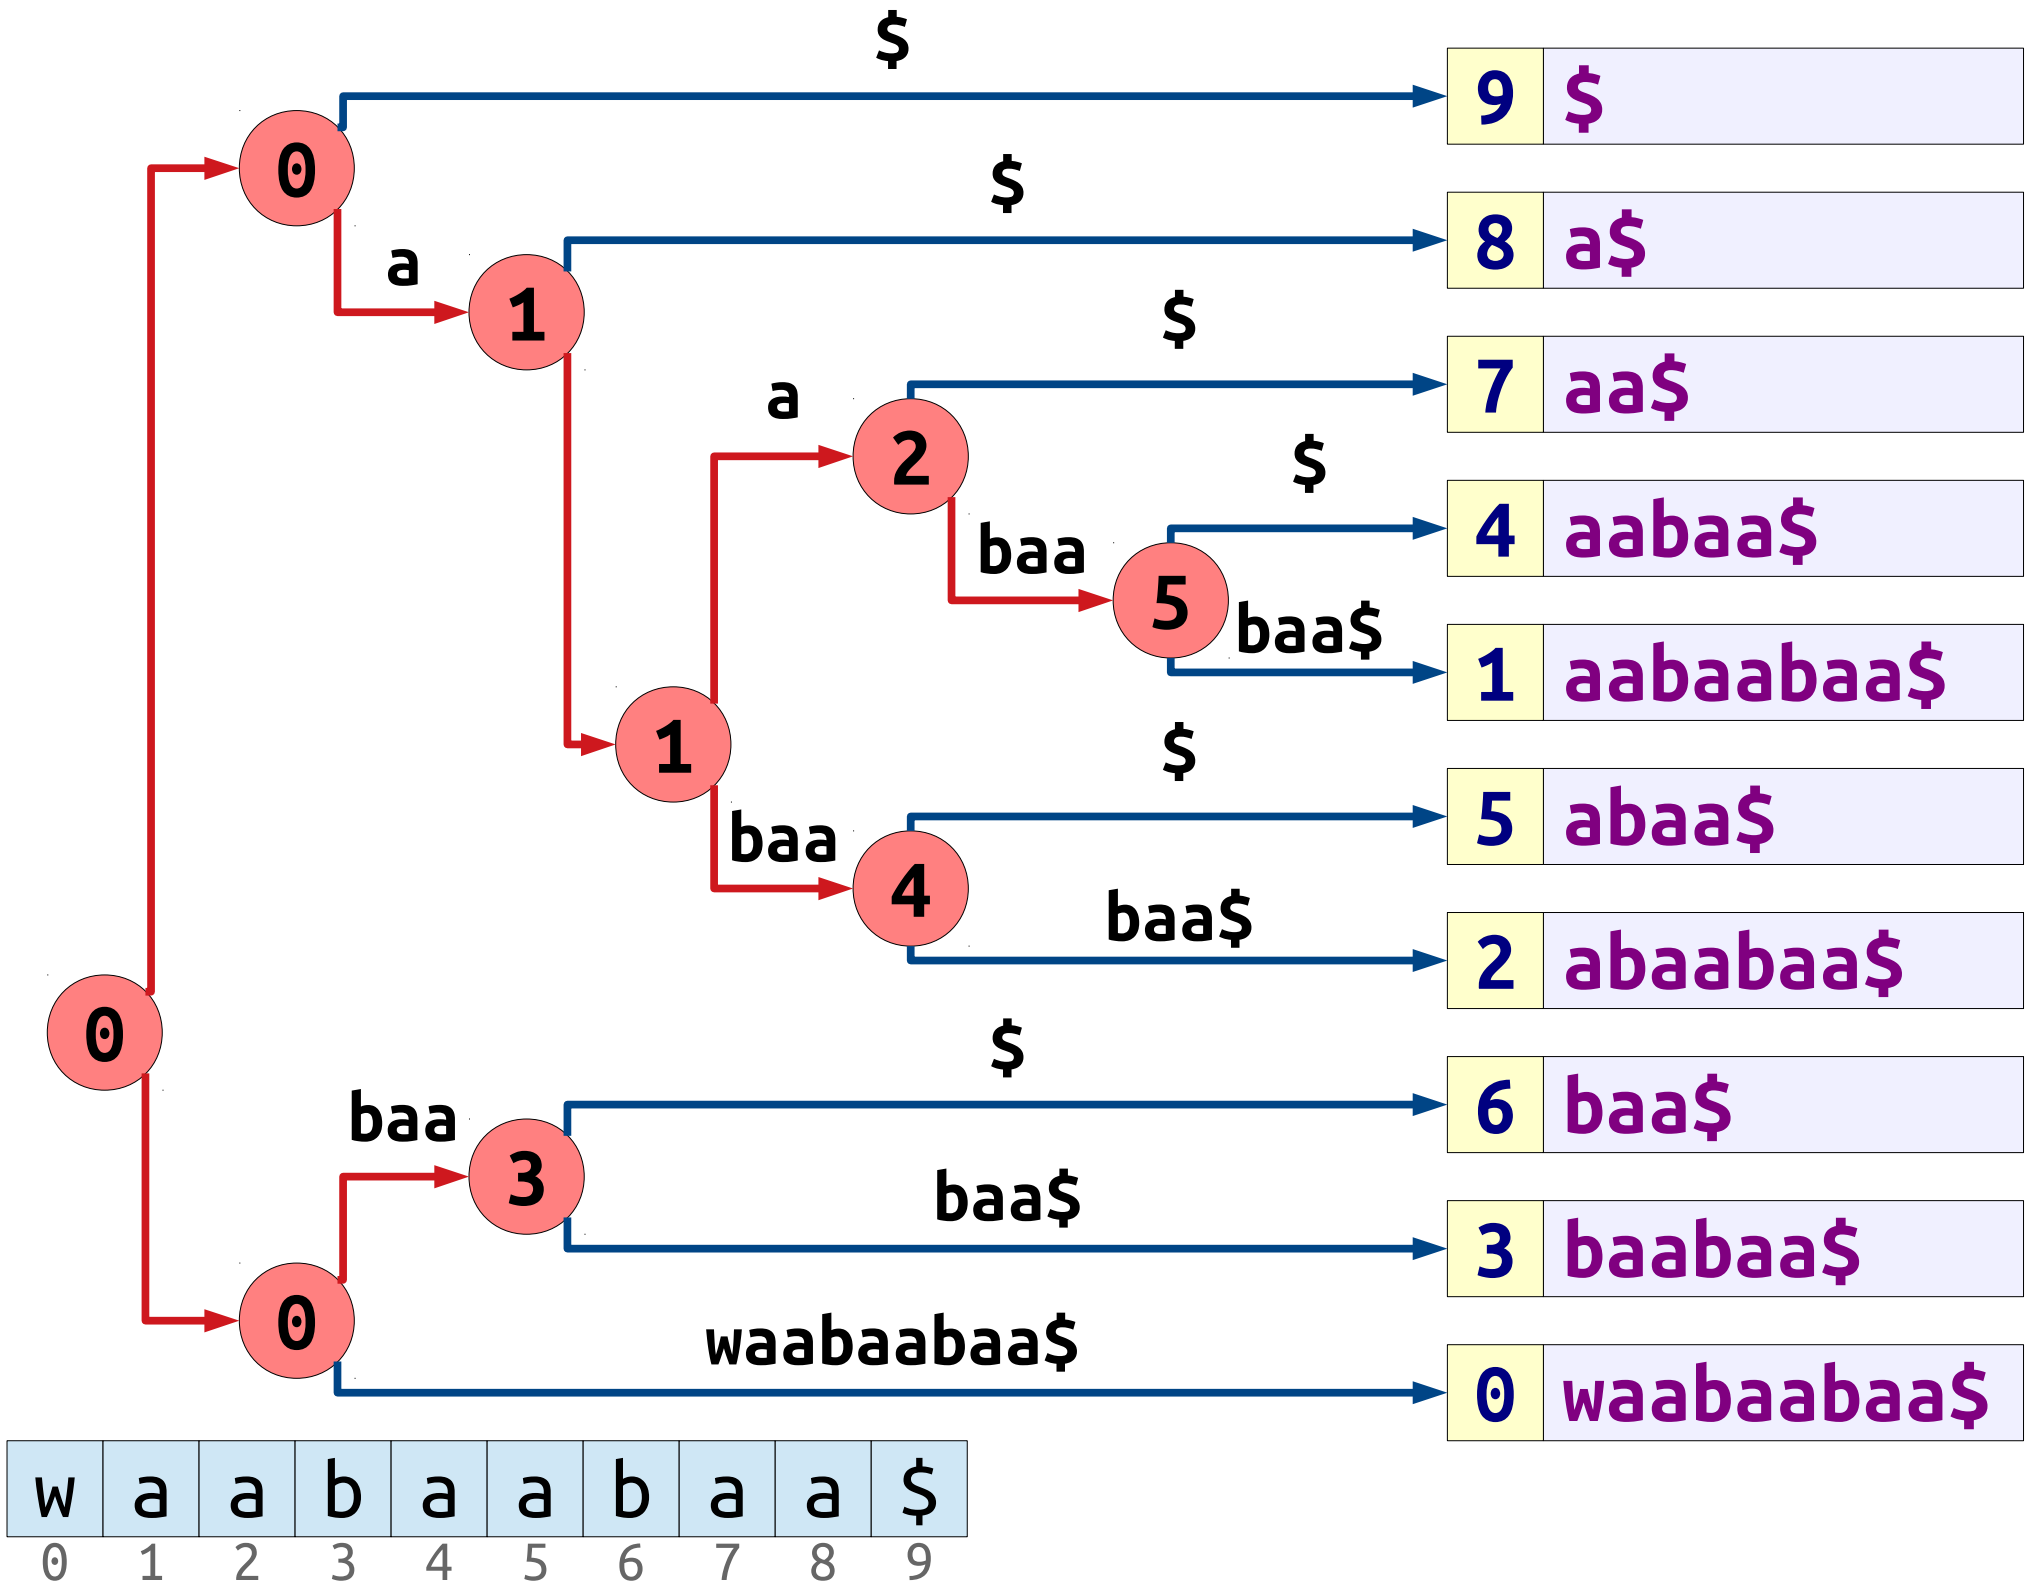 $
9 $
0
$
8 a$
a
1
$
7 aa$
a
2
$
4 aabaa$
baa
5
baa$
1 aabaabaa$
1
$
5 abaa$
baa
4
baa$
2 abaabaa$
0
$
6 baa$
baa
3
baa$
3 baabaa$
0
waabaabaa$
0 waabaabaa$
w a a b a a b a a $
0 1 2 3 4 5 6 7 8 9